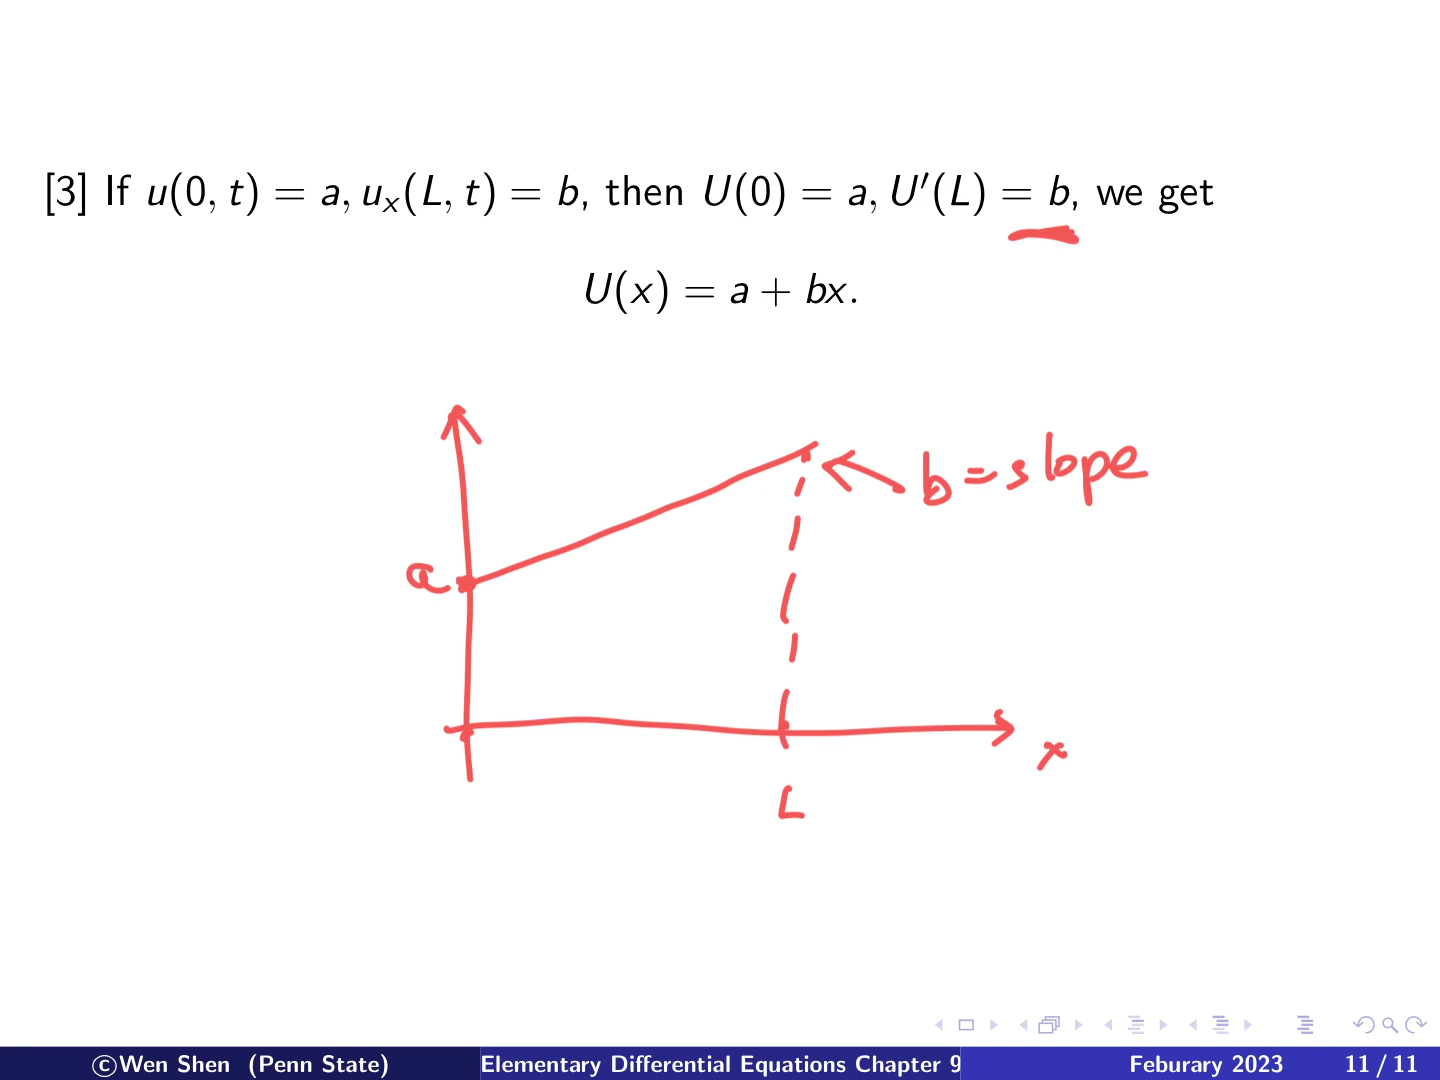 [3] If u(0, t) = a, uₓ(L, t) = b, then U(0) = a, U′(L) = b, we get
U(x) = a + bx.
b = slope
a
x
L
©Wen Shen (Penn State)
Elementary Differential Equations Chapter 9
Feburary 2023
11 / 11